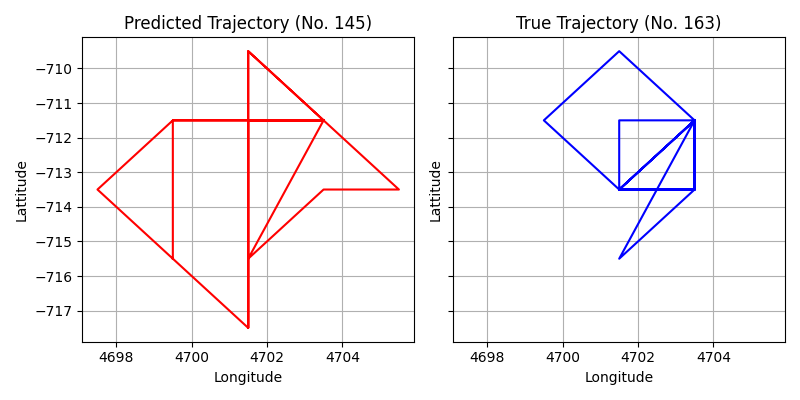 Predicted Trajectory (No. 145)
True Trajectory (No. 163)
−710
−711
−712
−713
−714
−715
−716
−717
Lattitude
Lattitude
4698 4700 4702 4704
4698 4700 4702 4704
Longitude
Longitude